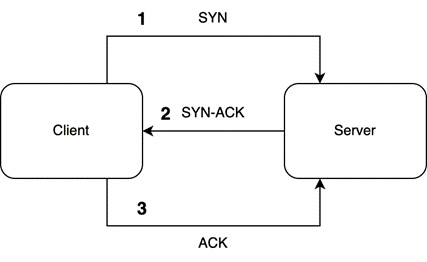 1 SYN
2 SYN-ACK
Client
Server
3
ACK